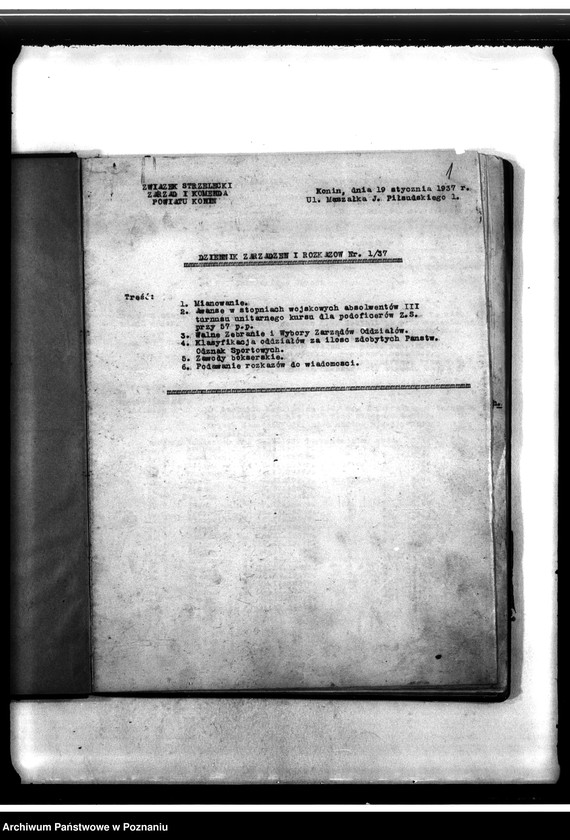 1
ZWIĄZEK STRZELECKI
ZARZĄD I KOMENDA
POWIATU KONIN
Konin, dnia 19 stycznia 1937 r.
Ul. Maszałka J. Piłsudskiego 1.
DZIENNIK ZARZĄDZEŃ I ROZKAZÓW Nr. 1/37
Treść:
1. Mianowanie.
2. Awanse w stopniach wojskowych absolwentów III
turnusu unitarnego kursu dla podoficerów Z.S.
przy 57 p.p.
3. Walne Zebranie i Wybory Zarządów Oddziałów.
4. Klasyfikacja oddziałów za ilość zdobytych Państw.
Odznak Sportowych.
5. Zawody bokserskie.
6. Podawanie rozkazów do wiadomości.
Archiwum Państwowe w Poznaniu